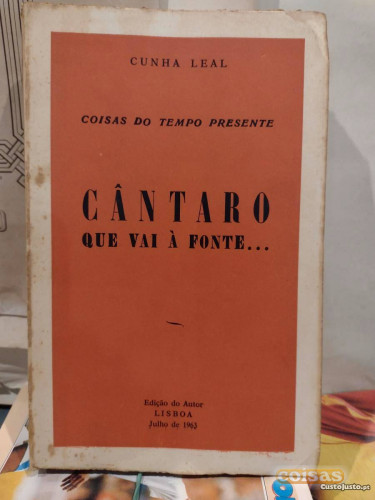 CUNHA LEAL
COISAS DO TEMPO PRESENTE
CÂNTARO
QUE VAI À FONTE...
Edição do Autor
LISBOA
Julho de 1963
coisas
CustoJusto.pt